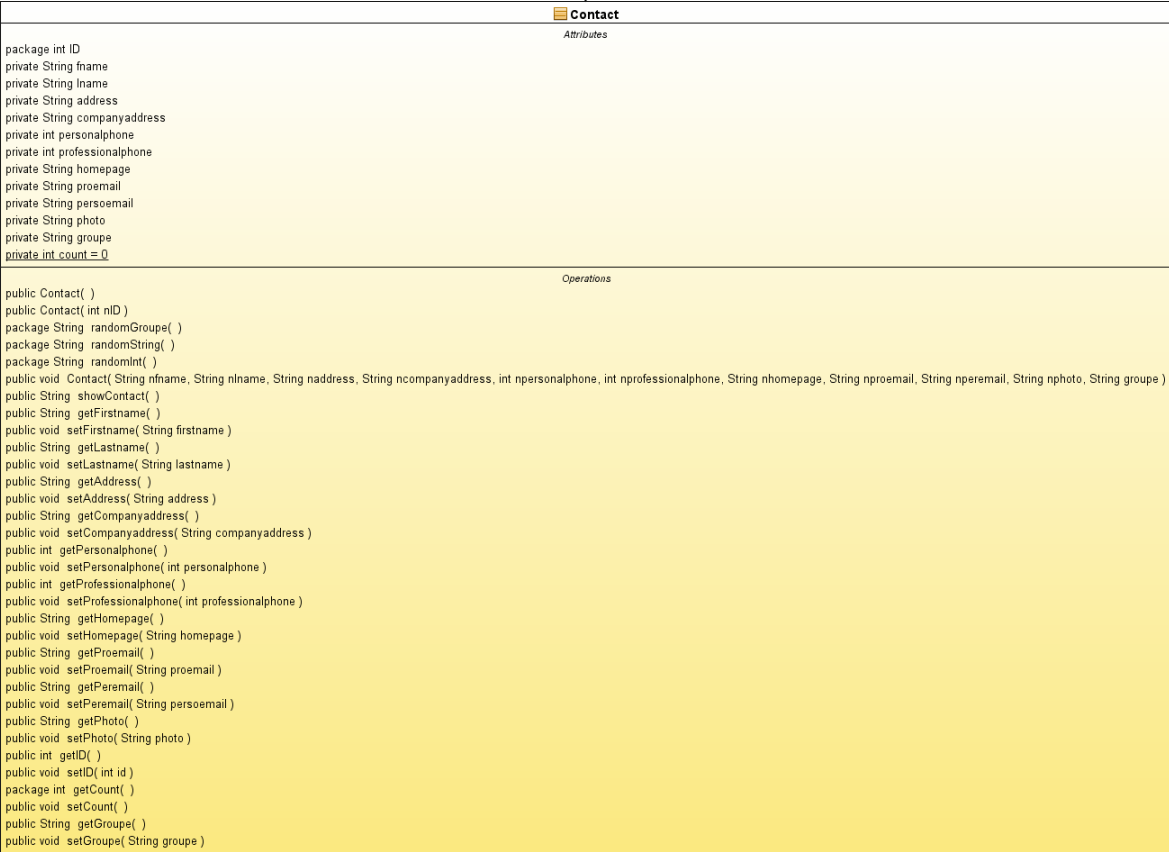 Contact
Attributes
package int ID
private String fname
private String lname
private String address
private String companyaddress
private int personalphone
private int professionalphone
private String homepage
private String proemail
private String persoemail
private String photo
private String groupe
private int count = 0
Operations
public Contact( )
public Contact( int nID )
package String randomGroupe( )
package String randomString( )
package String randomInt( )
public void Contact( String nfname, String nlname, String naddress, String ncompanyaddress, int npersonalphone, int nprofessionalphone, String nhomepage, String nproemail, String nperemail, String nphoto, String groupe )
public String showContact( )
public String getFirstname( )
public void setFirstname( String firstname )
public String getLastname( )
public void setLastname( String lastname )
public String getAddress( )
public void setAddress( String address )
public String getCompanyaddress( )
public void setCompanyaddress( String companyaddress )
public int getPersonalphone( )
public void setPersonalphone( int personalphone )
public int getProfessionalphone( )
public void setProfessionalphone( int professionalphone )
public String getHomepage( )
public void setHomepage( String homepage )
public String getProemail( )
public void setProemail( String proemail )
public String getPeremail( )
public void setPeremail( String persoemail )
public String getPhoto( )
public void setPhoto( String photo )
public int getID( )
public void setID( int id )
package int getCount( )
public void setCount( )
public String getGroupe( )
public void setGroupe( String groupe )